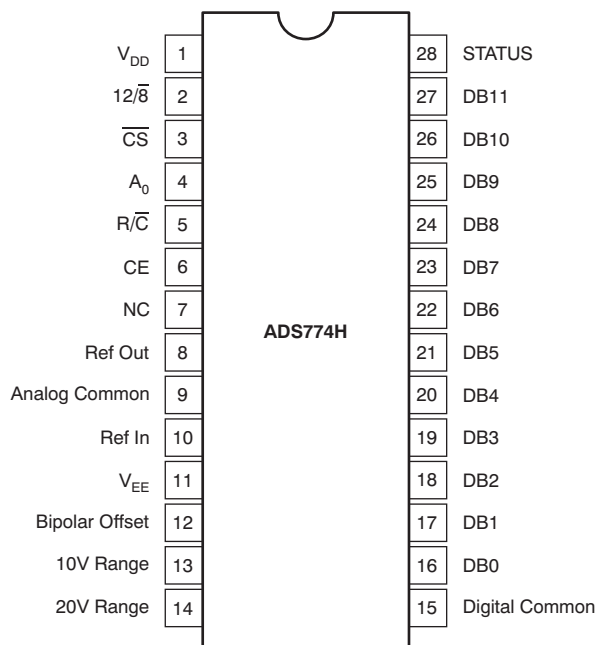 V_DD 1 28 STATUS
12/8̅ 2 27 DB11
C̅S̅ 3 26 DB10
A_0 4 25 DB9
R/C̅ 5 24 DB8
CE 6 23 DB7
NC 7 22 DB6
ADS774H
Ref Out 8 21 DB5
Analog Common 9 20 DB4
Ref In 10 19 DB3
V_EE 11 18 DB2
Bipolar Offset 12 17 DB1
10V Range 13 16 DB0
20V Range 14 15 Digital Common